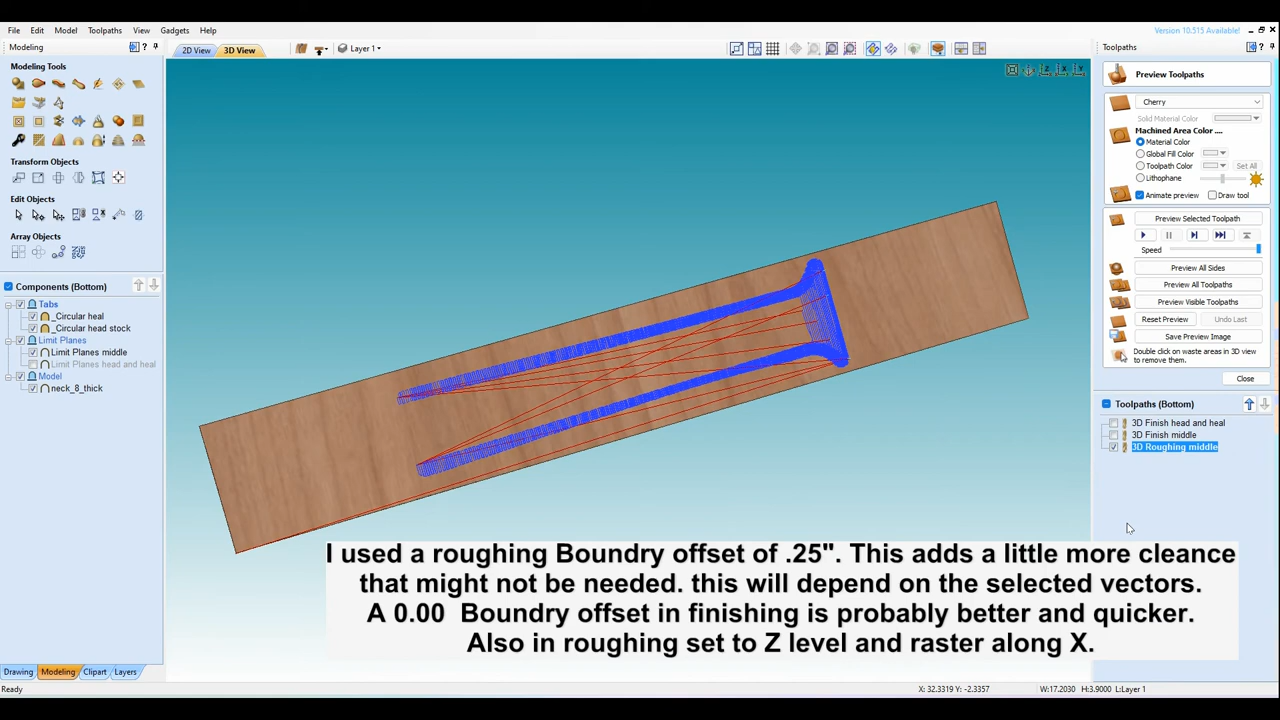 File Edit Model Toolpaths View Gadgets Help
Version 10.515 Available!
Modeling
2D View 3D View
Layer 1
Toolpaths
Modeling Tools
Transform Objects
Edit Objects
Array Objects
Components (Bottom)
Tabs
_Circular heal
_Circular head stock
Limit Planes
Limit Planes middle
Limit Planes head and heal
Model
neck_8_thick
Drawing Modeling Clipart Layers
Ready
Preview Toolpaths
Cherry
Solid Material Color
Machined Area Color ....
Material Color
Global Fill Color
Toolpath Color Set All
Lithophane
Animate preview Draw tool
Preview Selected Toolpath
Speed
Preview All Sides
Preview All Toolpaths
Preview Visible Toolpaths
Reset Preview Undo Last
Save Preview Image
Double click on waste areas in 3D view
to remove them.
Close
Toolpaths (Bottom)
3D Finish head and heal
3D Finish middle
3D Roughing middle
I used a roughing Boundry offset of .25". This adds a little more cleance
that might not be needed. this will depend on the selected vectors.
A 0.00 Boundry offset in finishing is probably better and quicker.
Also in roughing set to Z level and raster along X.
X: 32.3319 Y: -2.3357
W:17.2030 H:3.9000 L:Layer 1